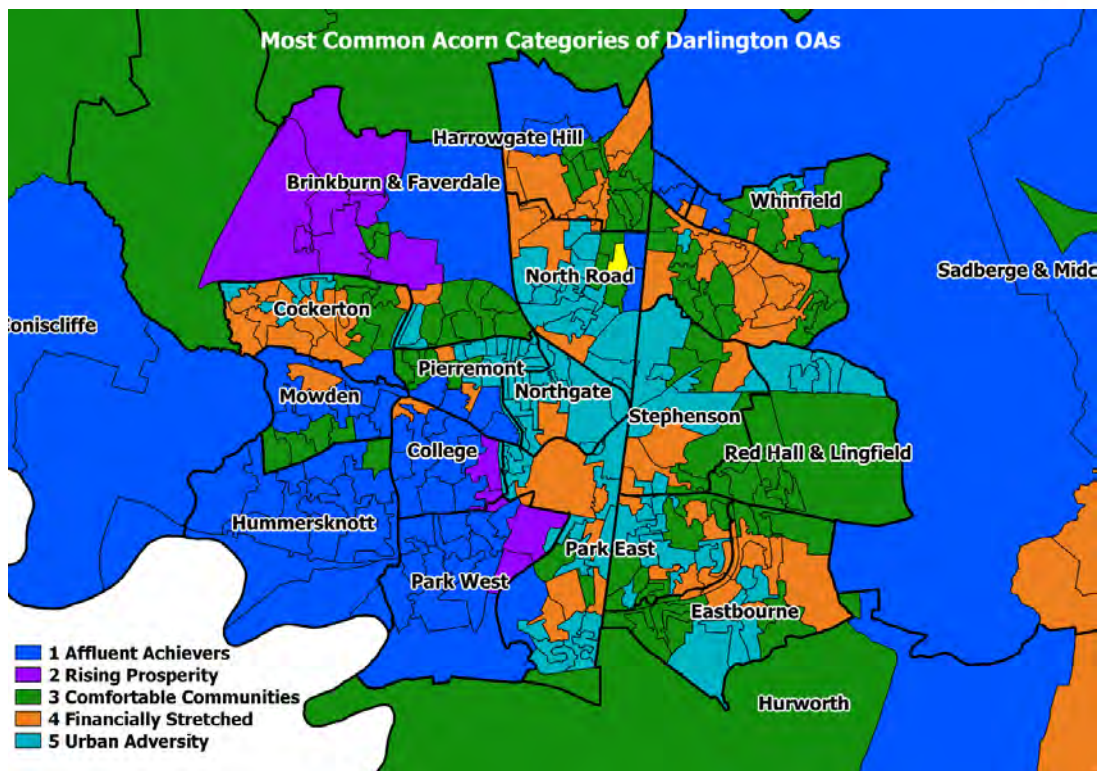 Most Common Acorn Categories of Darlington OAs
Harrowgate Hill
Brinkburn & Faverdale
Whinfield
North Road
Sadberge & Midd
Cockerton
Coniscliffe
Pierremont
Mowden
Northgate
Stephenson
College
Red Hall & Lingfield
Hummersknott
Park East
Park West
Eastbourne
1 Affluent Achievers
2 Rising Prosperity
3 Comfortable Communities
Hurworth
4 Financially Stretched
5 Urban Adversity